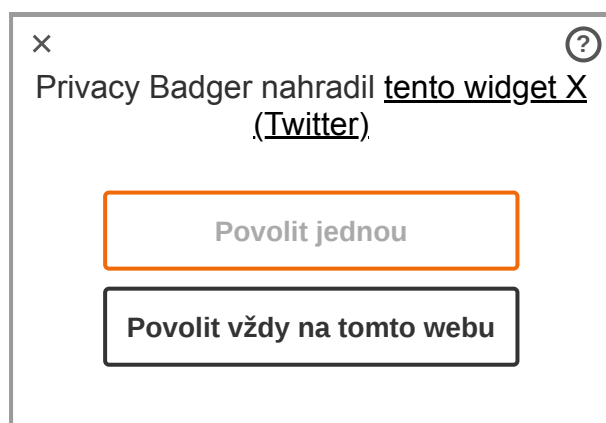 Privacy Badger nahradil tento widget X
(Twitter)
Povolit jednou
Povolit vždy na tomto webu